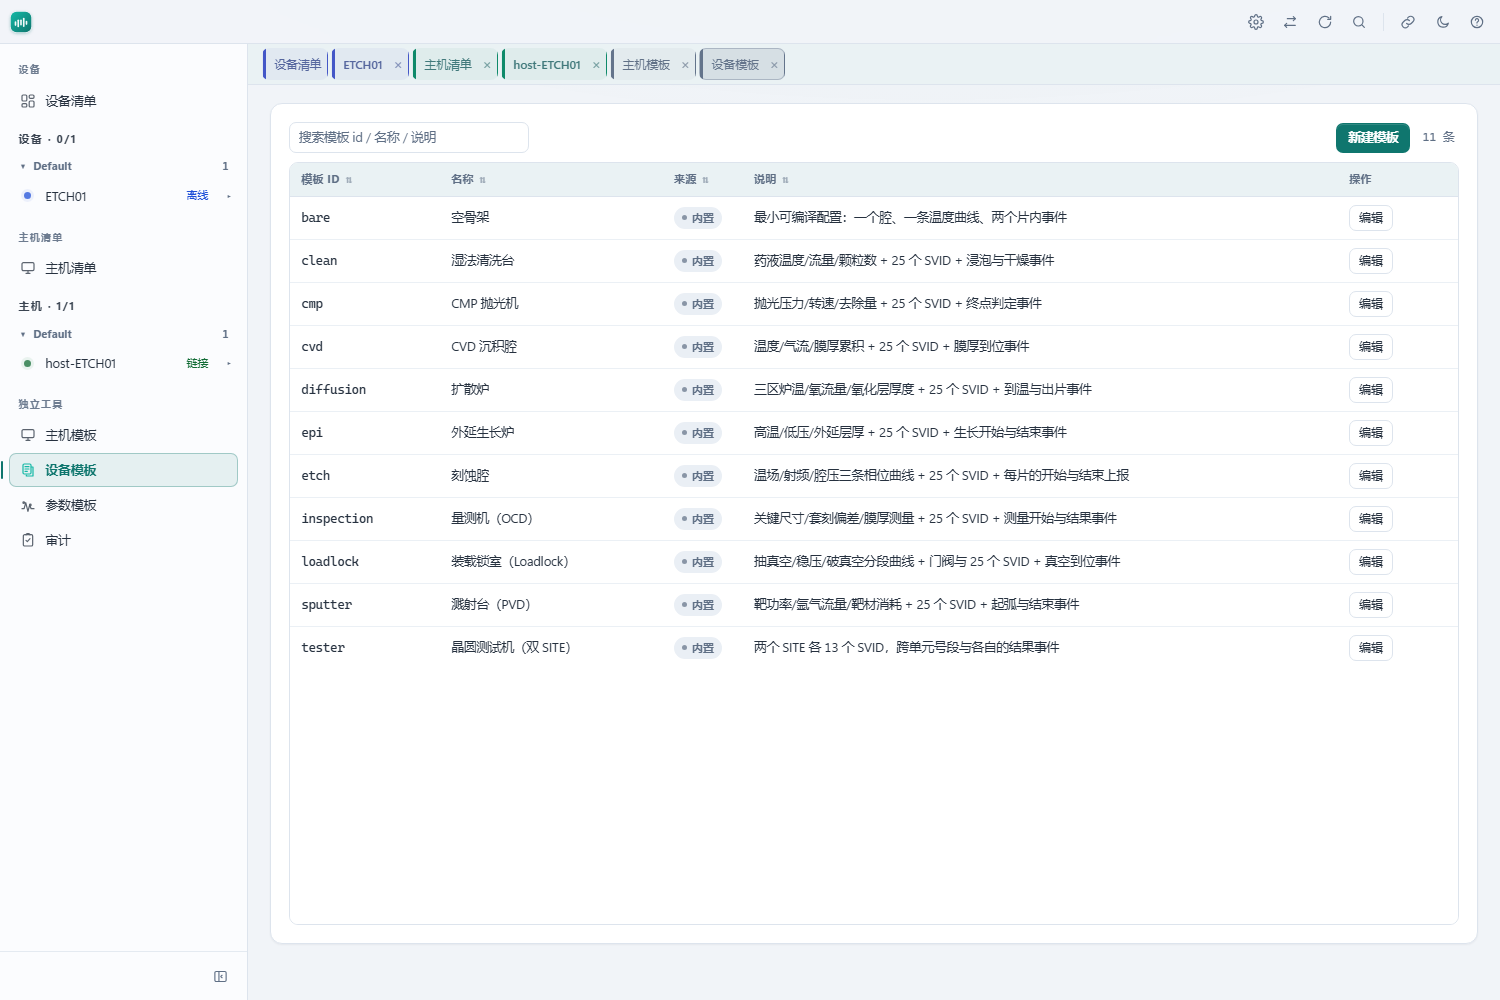 设备
设备清单
设备 · 0/1
Default 1
ETCH01 离线
主机清单
主机清单
主机 · 1/1
Default 1
host-ETCH01 链接
独立工具
主机模板
设备模板
参数模板
审计
设备清单 ETCH01 × 主机清单 × host-ETCH01 × 主机模板 × 设备模板 ×
搜索模板 id / 名称 / 说明 新建模板 11 条
模板 ID 名称 来源 说明 操作
bare 空骨架 内置 最小可编译配置：一个腔、一条温度曲线、两个片内事件 编辑
clean 湿法清洗台 内置 药液温度/流量/颗粒数 + 25 个 SVID + 浸泡与干燥事件 编辑
cmp CMP 抛光机 内置 抛光压力/转速/去除量 + 25 个 SVID + 终点判定事件 编辑
cvd CVD 沉积腔 内置 温度/气流/膜厚累积 + 25 个 SVID + 膜厚到位事件 编辑
diffusion 扩散炉 内置 三区炉温/氧流量/氧化层厚度 + 25 个 SVID + 到温与出片事件 编辑
epi 外延生长炉 内置 高温/低压/外延层厚 + 25 个 SVID + 生长开始与结束事件 编辑
etch 刻蚀腔 内置 温场/射频/腔压三条相位曲线 + 25 个 SVID + 每片的开始与结束上报 编辑
inspection 量测机（OCD） 内置 关键尺寸/套刻偏差/膜厚测量 + 25 个 SVID + 测量开始与结果事件 编辑
loadlock 装载锁室（Loadlock） 内置 抽真空/稳压/破真空分段曲线 + 门阀与 25 个 SVID + 真空到位事件 编辑
sputter 溅射台（PVD） 内置 靶功率/氩气流量/靶材消耗 + 25 个 SVID + 起弧与结束事件 编辑
tester 晶圆测试机（双 SITE） 内置 两个 SITE 各 13 个 SVID，跨单元号段与各自的结果事件 编辑